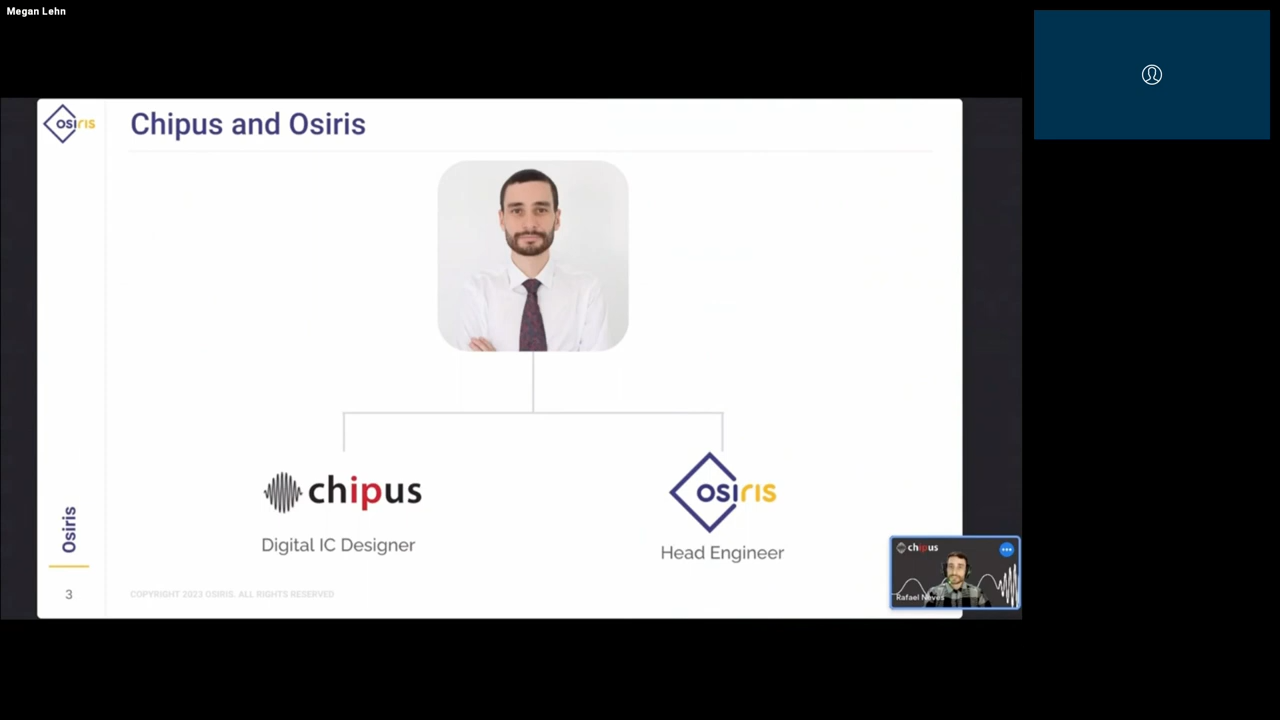 Megan Lehn
osiris
Chipus and Osiris
chipus
Digital IC Designer
osiris
Head Engineer
Osiris
3
COPYRIGHT 2023 OSIRIS. ALL RIGHTS RESERVED
chipus
Rafael Neves